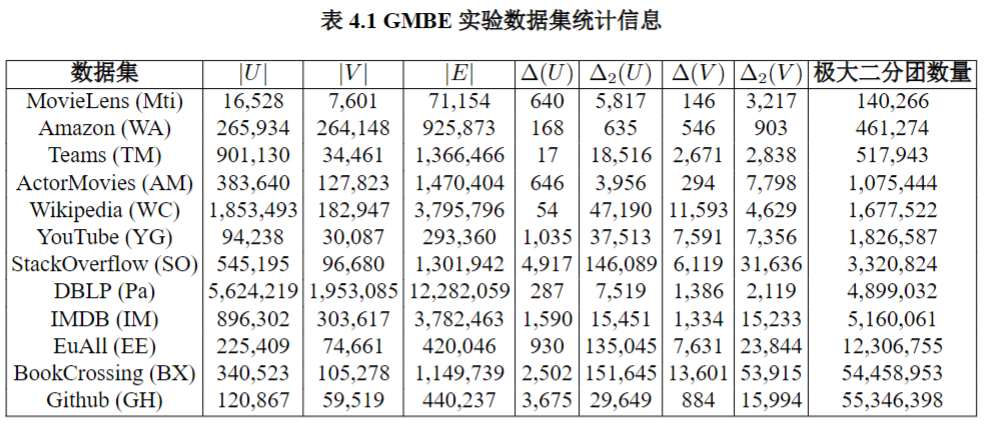 表 4.1 GMBE 实验数据集统计信息
数据集 |U| |V| |E| Δ(U) Δ₂(U) Δ(V) Δ₂(V) 极大二分团数量
MovieLens (Mti) 16,528 7,601 71,154 640 5,817 146 3,217 140,266
Amazon (WA) 265,934 264,148 925,873 168 635 546 903 461,274
Teams (TM) 901,130 34,461 1,366,466 17 18,516 2,671 2,838 517,943
ActorMovies (AM) 383,640 127,823 1,470,404 646 3,956 294 7,798 1,075,444
Wikipedia (WC) 1,853,493 182,947 3,795,796 54 47,190 11,593 4,629 1,677,522
YouTube (YG) 94,238 30,087 293,360 1,035 37,513 7,591 7,356 1,826,587
StackOverflow (SO) 545,195 96,680 1,301,942 4,917 146,089 6,119 31,636 3,320,824
DBLP (Pa) 5,624,219 1,953,085 12,282,059 287 7,519 1,386 2,119 4,899,032
IMDB (IM) 896,302 303,617 3,782,463 1,590 15,451 1,334 15,233 5,160,061
EuAll (EE) 225,409 74,661 420,046 930 135,045 7,631 23,844 12,306,755
BookCrossing (BX) 340,523 105,278 1,149,739 2,502 151,645 13,601 53,915 54,458,953
Github (GH) 120,867 59,519 440,237 3,675 29,649 884 15,994 55,346,398